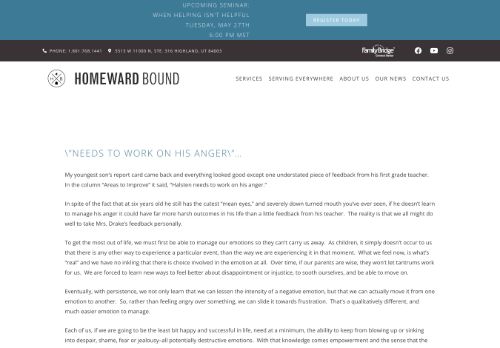 UPCOMING SEMINAR:
WHEN HELPING ISN'T HELPFUL
TUESDAY, MAY 27TH
6:00 PM MST
REGISTER TODAY
PHONE: 1.801.768.1441
5513 W 11000 N, STE. 316 HIGHLAND, UT 84003
FamilyBridge
HB
HOMEWARD BOUND
SERVICES SERVING EVERYWHERE ABOUT US OUR NEWS CONTACT US
\"NEEDS TO WORK ON HIS ANGER\"...
My youngest son's report card came back and everything looked good except one understated piece of feedback from his first grade teacher.
In the column "Areas to Improve" it said, "Halsten needs to work on his anger."
In spite of the fact that at six years old he still has the cutest "mean eyes," and severely down turned mouth you've ever seen, if he doesn't learn
to manage his anger it could have far more harsh outcomes in his life than a little feedback from his teacher. The reality is that we all might do
well to take Mrs. Drake's feedback personally.
To get the most out of life, we must first be able to manage our emotions so they can't carry us away. As children, it simply doesn't occur to us
that there is any other way to experience a particular event, than the way we are experiencing it in that moment. What we feel now, is what's
"real" and we have no inkling that there is choice involved in the emotion at all. Over time, if our parents are wise, they won't let tantrums work
for us. We are forced to learn new ways to feel better about disappointment or injustice, to sooth ourselves, and be able to move on.
Eventually, with persistence, we not only learn that we can lessen the intensity of a negative emotion, but that we can actually move it from one
emotion to another. So, rather than feeling angry over something, we can slide it towards frustration. That's a qualitatively different, and
much easier emotion to manage.
Each of us, if we are going to be the least bit happy and successful in life, need at a minimum, the ability to keep from blowing up or sinking
into despair, shame, fear or jealousy–all potentially destructive emotions. With that knowledge comes empowerment and the sense that the